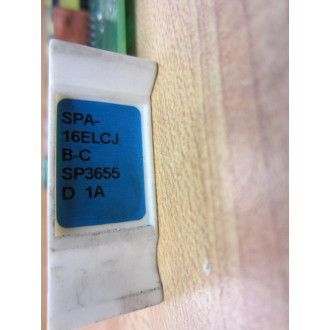 SPA-
16ELCJ
B-C
SP3655
D 1A